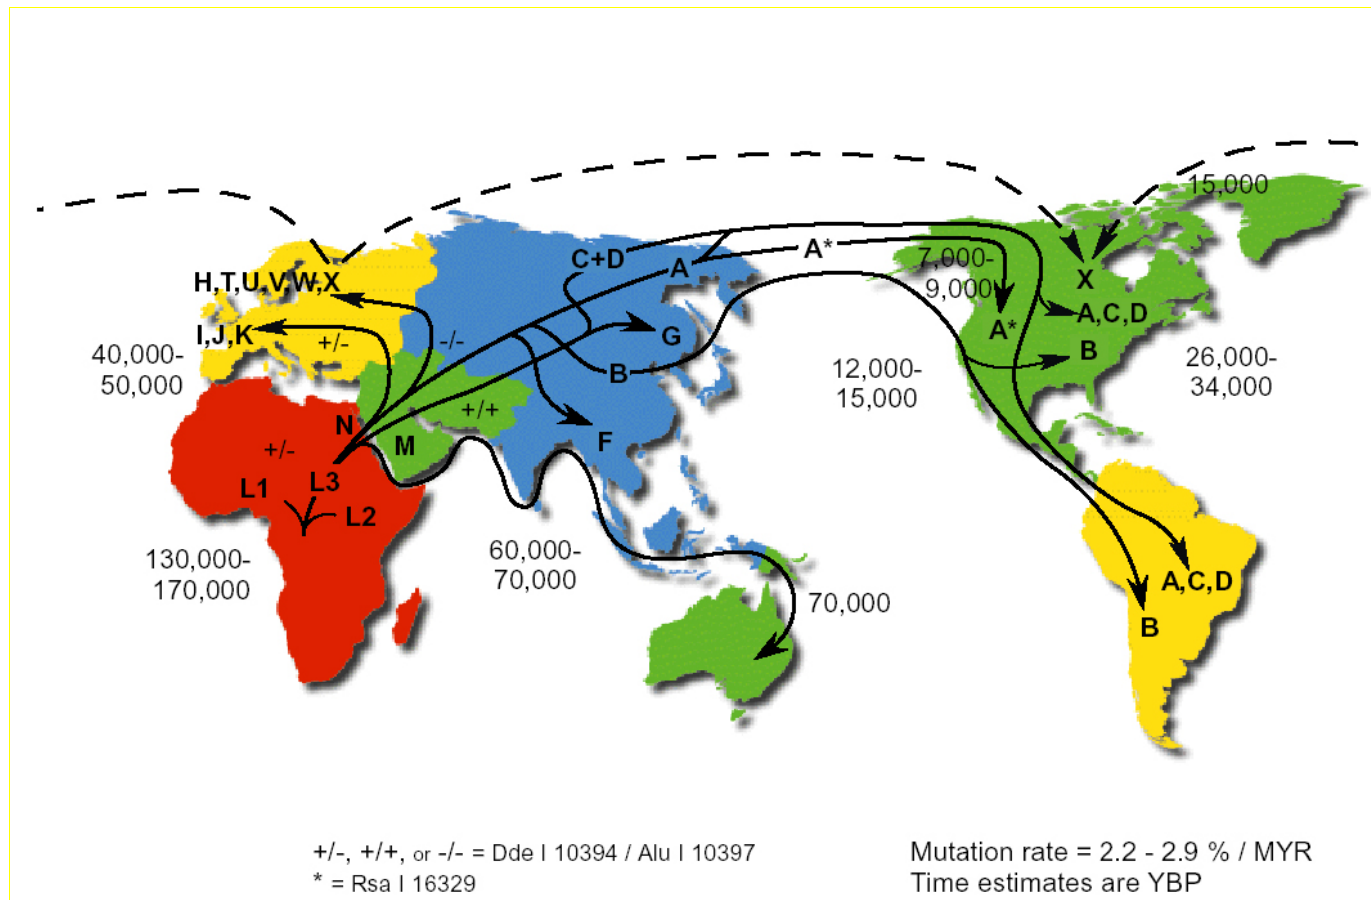 15,000
C+D
A
A*
7,000-
9,000
X
H,T,U,V,W,X
A*
A,C,D
I,J,K
+/-
-/-
G
B
40,000-
50,000
B
12,000-
15,000
26,000-
34,000
N
M
+/+
F
+/-
L3
L1
L2
130,000-
170,000
60,000-
70,000
70,000
A,C,D
B
+/-, +/+, or -/- = Dde I 10394 / Alu I 10397
* = Rsa I 16329
Mutation rate = 2.2 - 2.9 % / MYR
Time estimates are YBP